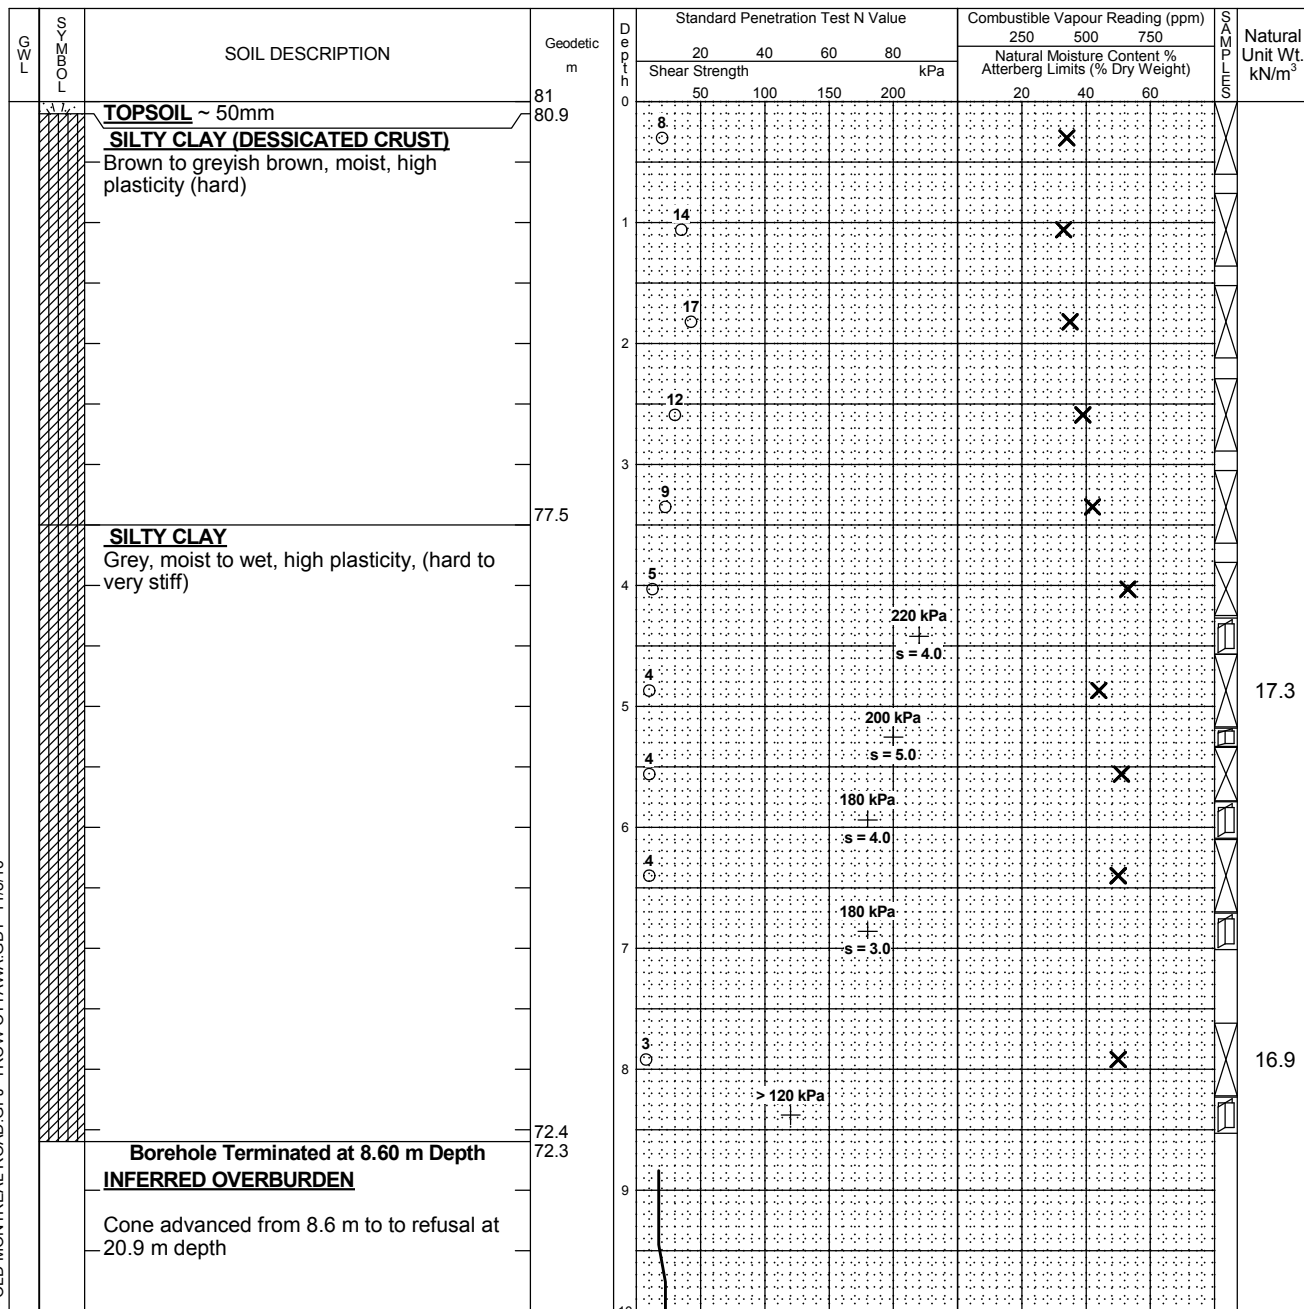 GWL
SYMBOL
SOIL DESCRIPTION
Geodetic
m
Depth
Standard Penetration Test N Value
20 40 60 80
Shear Strength kPa
50 100 150 200
Combustible Vapour Reading (ppm)
250 500 750
Natural Moisture Content %
Atterberg Limits (% Dry Weight)
20 40 60
SAMPLES
Natural
Unit Wt.
kN/m³
81
0
TOPSOIL ~ 50mm
80.9
SILTY CLAY (DESSICATED CRUST)
8
Brown to greyish brown, moist, high
plasticity (hard)
14
1
17
2
12
3
9
77.5
SILTY CLAY
Grey, moist to wet, high plasticity, (hard to
very stiff)
5
4
220 kPa
s = 4.0
4
17.3
5
200 kPa
s = 5.0
4
180 kPa
6
s = 4.0
4
180 kPa
7
s = 3.0
3
16.9
8
> 120 kPa
72.4
Borehole Terminated at 8.60 m Depth
72.3
INFERRED OVERBURDEN
9
Cone advanced from 8.6 m to to refusal at
20.9 m depth